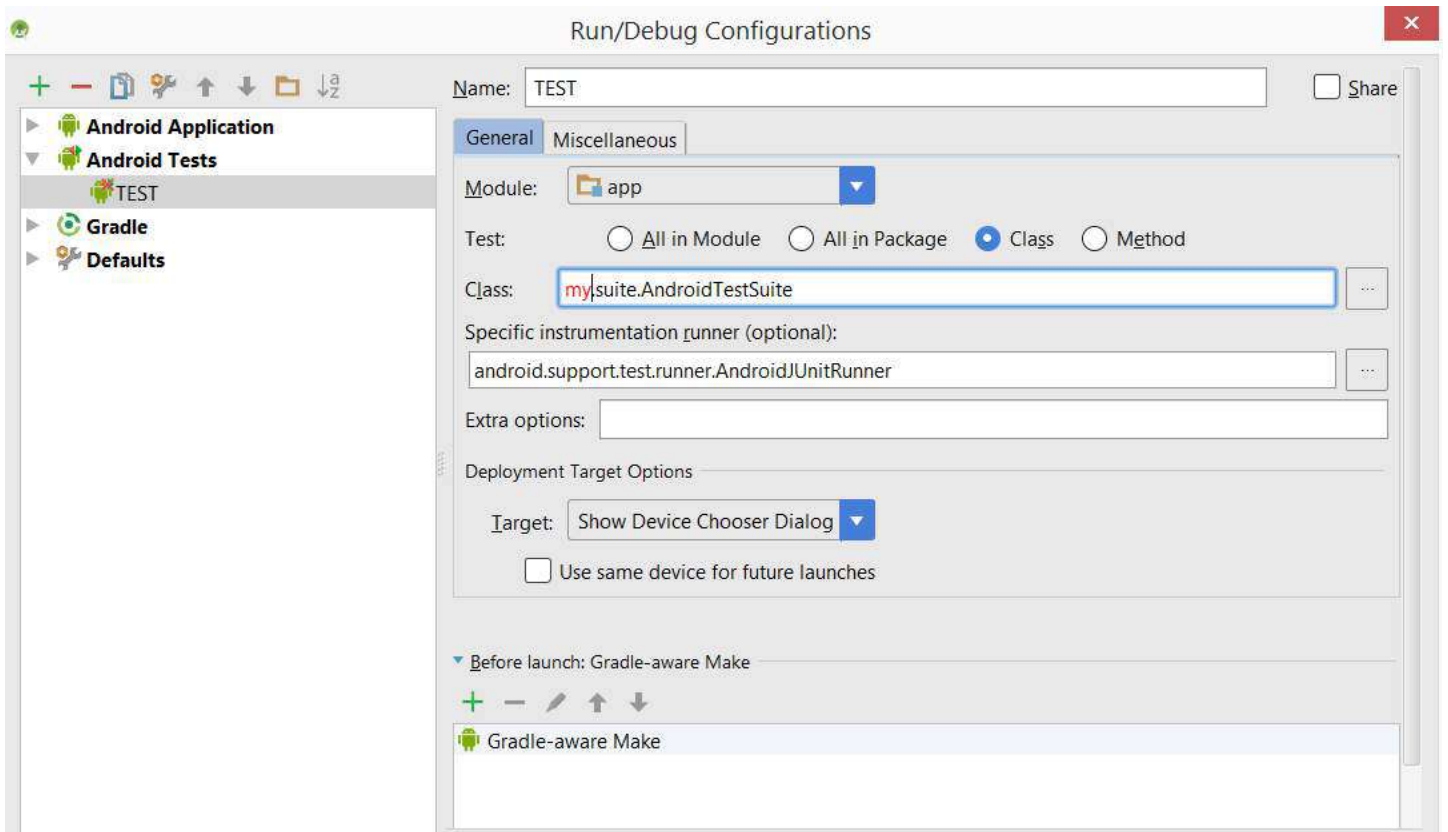 Run/Debug Configurations
Name: TEST Share
Android Application
Android Tests
TEST
Gradle
Defaults
General Miscellaneous
Module: app
Test: All in Module All in Package Class Method
Class: my.suite.AndroidTestSuite ...
Specific instrumentation runner (optional):
android.support.test.runner.AndroidJUnitRunner ...
Extra options:
Deployment Target Options
Target: Show Device Chooser Dialog
Use same device for future launches
Before launch: Gradle-aware Make
Gradle-aware Make